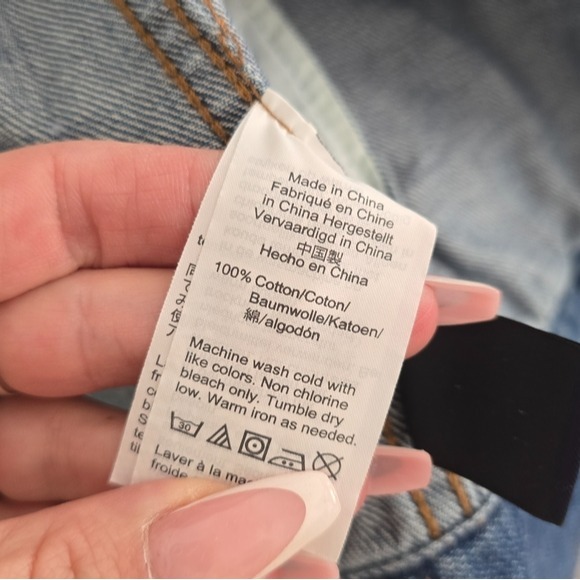 Made in China
Fabriqué en Chine
in China Hergestellt
Vervaardigd in China
中国製
Hecho en China
100% Cotton/Coton/
Baumwolle/Katoen/
綿/algodón
Machine wash cold with
like colors. Non chlorine
bleach only. Tumble dry
low. Warm iron as needed.
30
Laver à la
froide